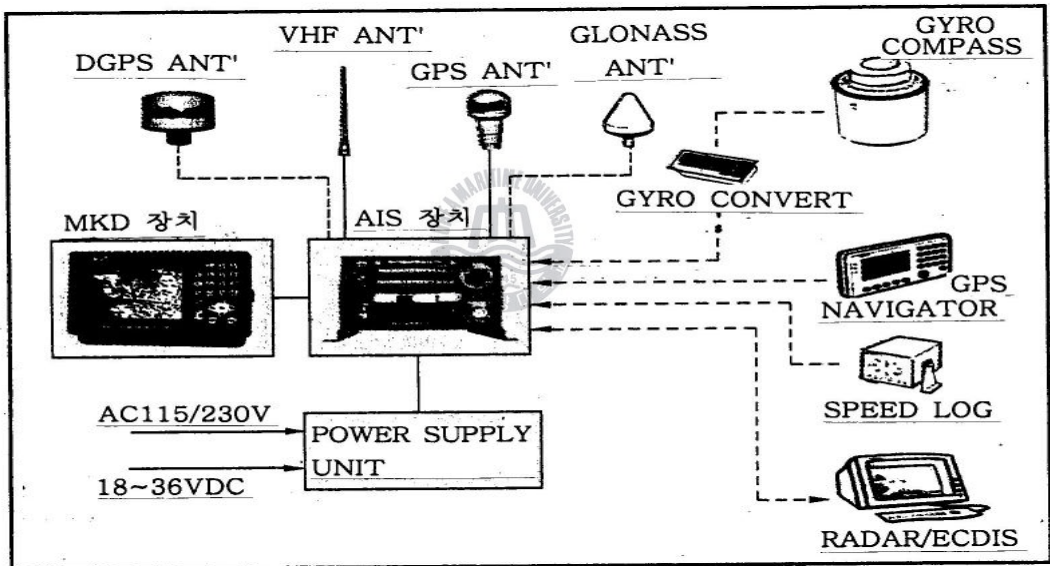 VHF ANT'
GLONASS
ANT'
GYRO
COMPASS
DGPS ANT'
GPS ANT'
GYRO CONVERT
MKD 장치
AIS 장치
GPS
NAVIGATOR
SPEED LOG
AC115/230V
POWER SUPPLY
UNIT
18~36VDC
RADAR/ECDIS